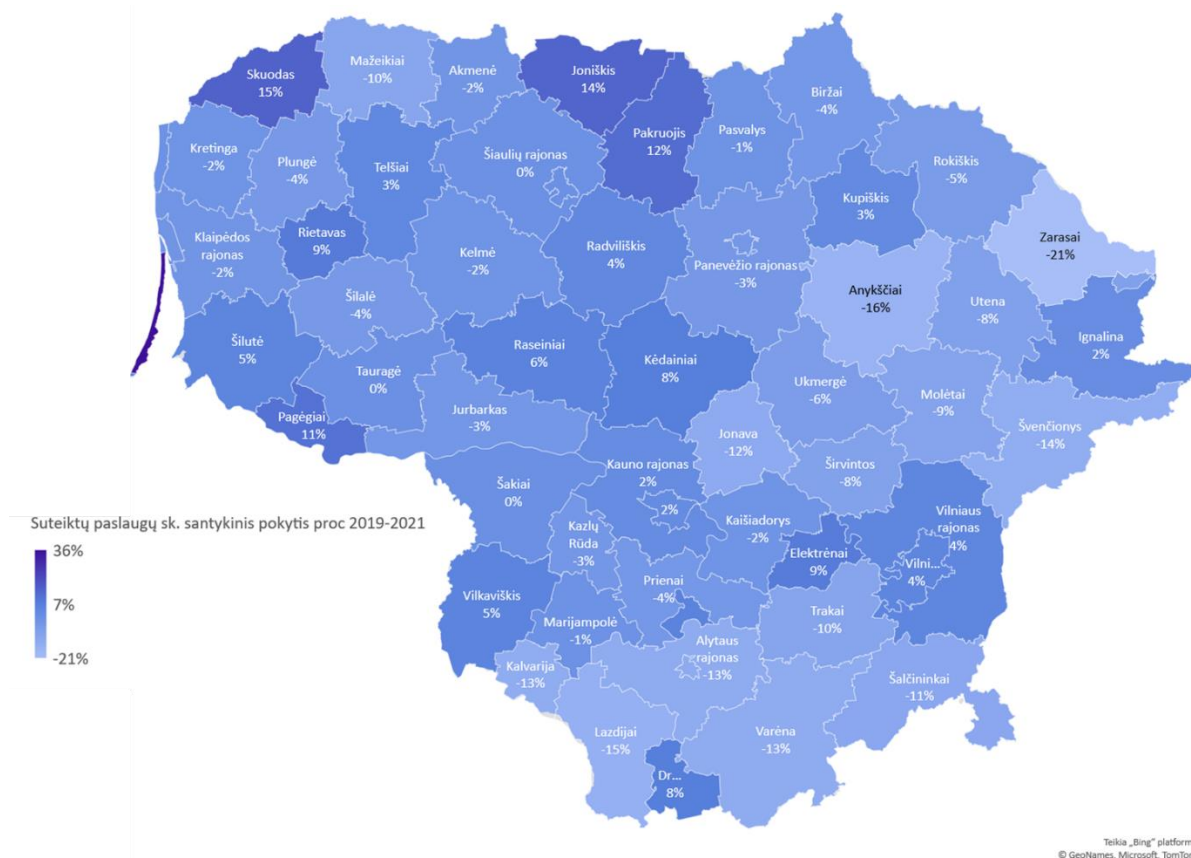 Skuodas
15%
Mažeikiai
-10%
Akmenė
-2%
Joniškis
14%
Pakruojis
12%
Pasvalys
-1%
Biržai
-4%
Rokiškis
-5%
Kretinga
-2%
Plungė
-4%
Telšiai
3%
Šiaulių rajonas
0%
Kupiškis
3%
Zarasai
-21%
Klaipėdos
rajonas
-2%
Rietavas
9%
Kelmė
-2%
Radviliškis
4%
Panevėžio rajonas
-3%
Anykščiai
-16%
Utena
-8%
Ignalina
2%
Šilalė
-4%
Šilutė
5%
Raseiniai
6%
Kėdainiai
8%
Tauragė
0%
Ukmergė
-6%
Molėtai
-9%
Pagėgiai
11%
Jurbarkas
-3%
Jonava
-12%
Švenčionys
-14%
Širvintos
-8%
Kauno rajonas
2%
2%
Šakiai
0%
Kaišiadorys
-2%
Vilniaus
rajonas
4%
Kazlų
Rūda
-3%
Elektrėnai
9%
Vilni...
4%
Prienai
-4%
Vilkaviškis
5%
Marijampolė
-1%
Trakai
-10%
Alytaus
rajonas
-13%
Kalvarija
-13%
Šalčininkai
-11%
Lazdijai
-15%
Varėna
-13%
Dr...
8%
Suteiktų paslaugų sk. santykinis pokytis proc 2019-2021
36%
7%
-21%
Teikia „Bing" platform
© GeoNames, Microsoft, TomTom